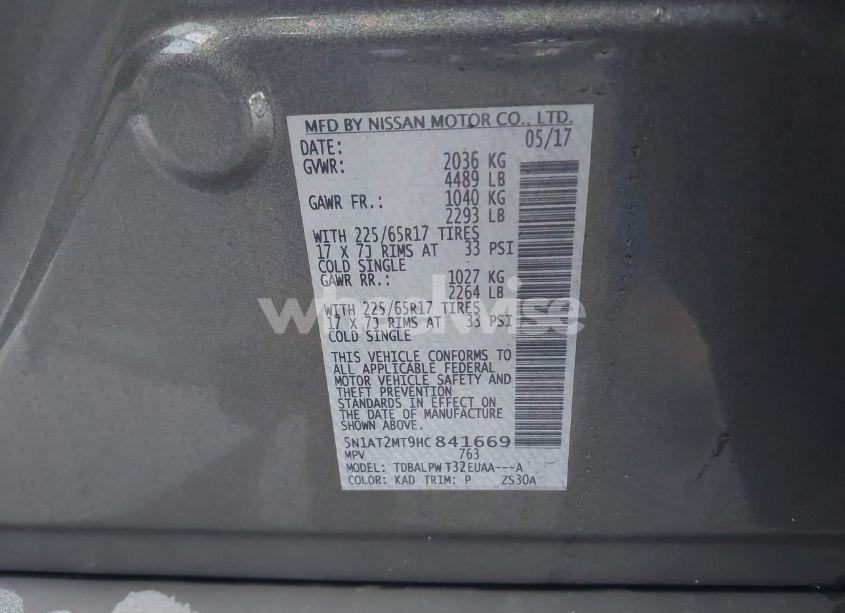 MFD BY NISSAN MOTOR CO., LTD.
DATE: 05/17
GVWR: 2036 KG
4489 LB
GAWR FR.: 1040 KG
2293 LB
WITH 225/65R17 TIRES
17 X 7J RIMS AT 33 PSI
COLD SINGLE
GAWR RR.: 1027 KG
2264 LB
WITH 225/65R17 TIRES
17 X 7J RIMS AT 33 PSI
COLD SINGLE
THIS VEHICLE CONFORMS TO
ALL APPLICABLE FEDERAL
MOTOR VEHICLE SAFETY AND
THEFT PREVENTION
STANDARDS IN EFFECT ON
THE DATE OF MANUFACTURE
SHOWN ABOVE.
5N1AT2MT9HC841669
MPV 763
MODEL: TDBALPW T32EUAA---A
COLOR: KAD TRIM: P ZS30A